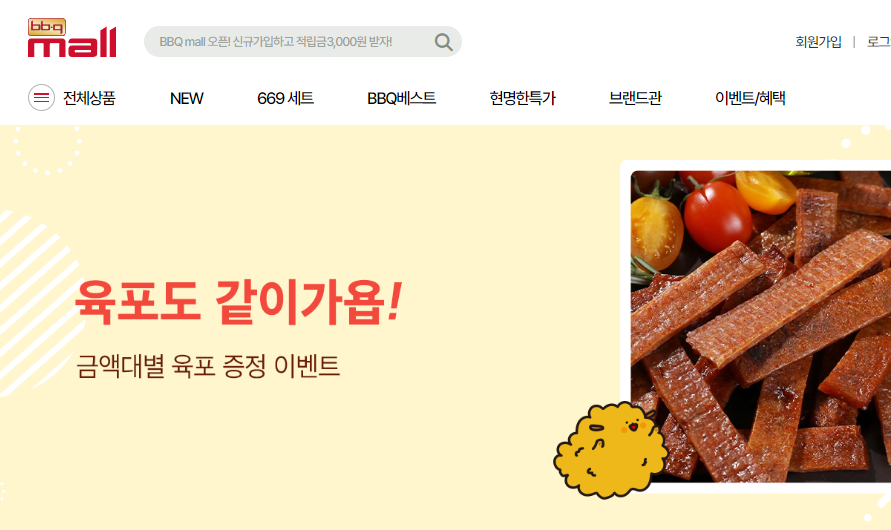 bb.q
mall
BBQ mall 오픈! 신규가입하고 적립금3,000원 받자!
회원가입 | 로그
전체상품 NEW 669 세트 BBQ베스트 현명한특가 브랜드관 이벤트/혜택
육포도 같이가욥!
금액대별 육포 증정 이벤트